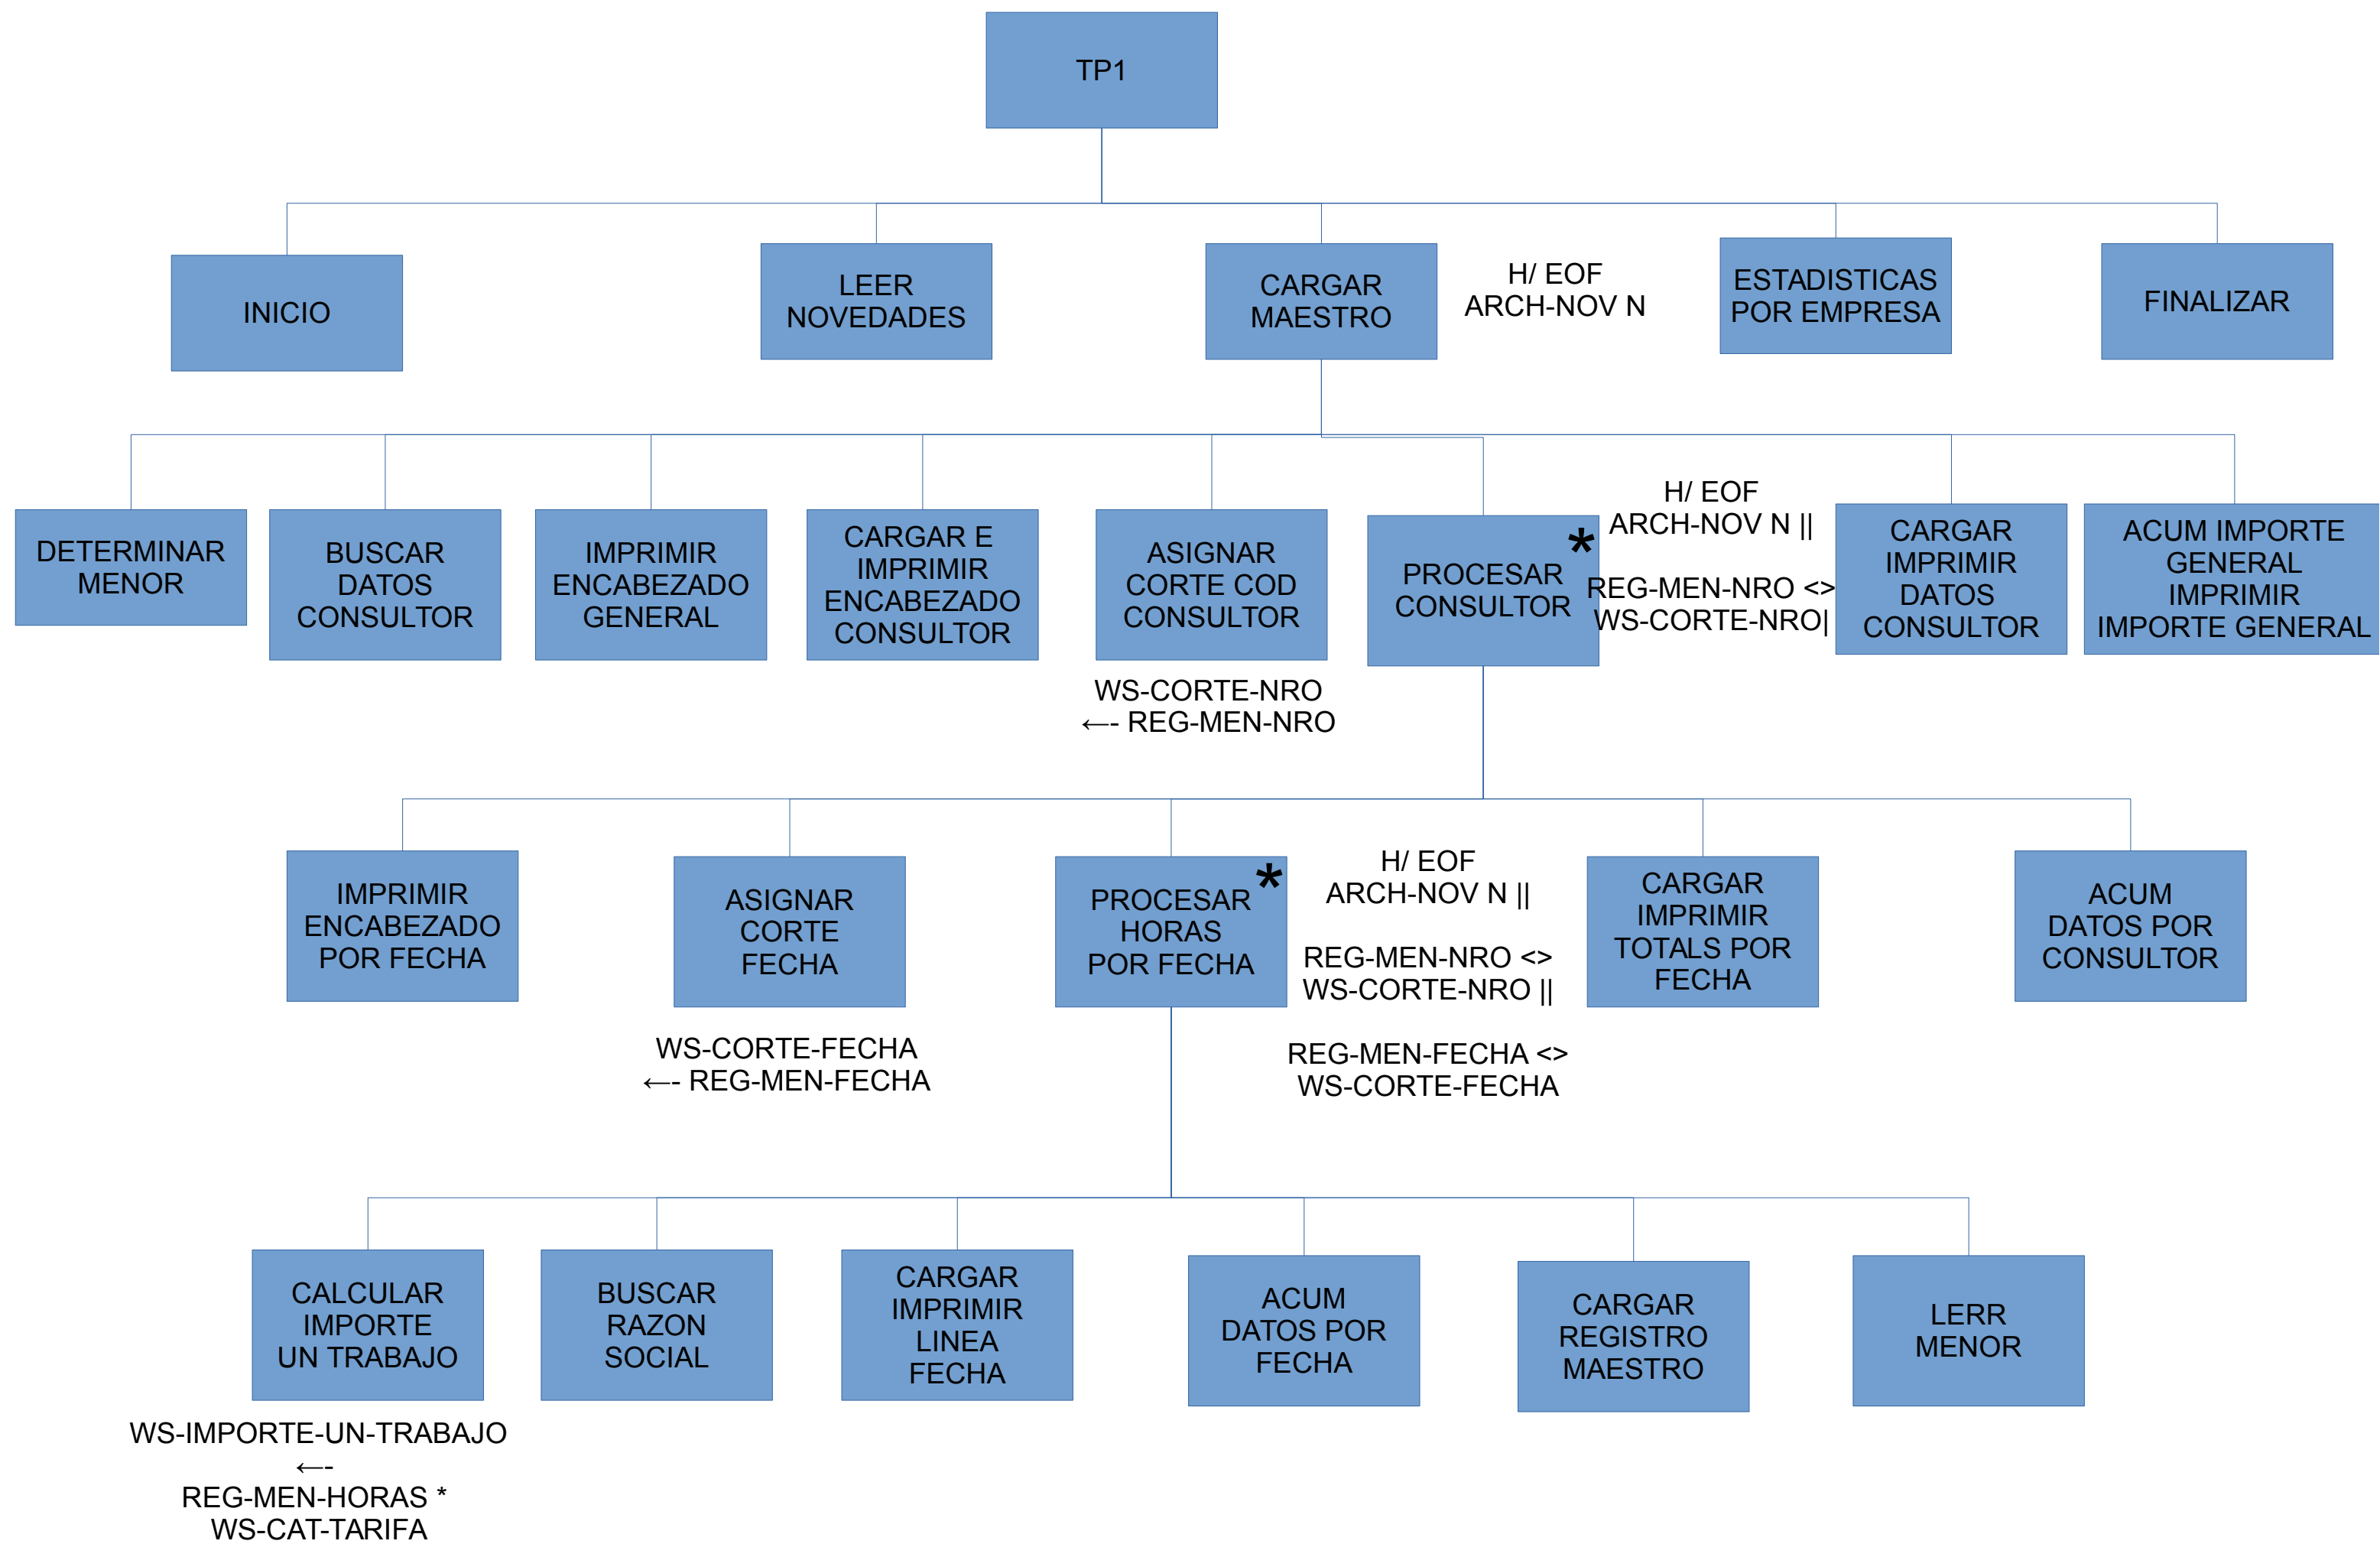 TP1
INICIO
LEER
NOVEDADES
CARGAR
MAESTRO
H/ EOF
ARCH-NOV N
ESTADISTICAS
POR EMPRESA
FINALIZAR
DETERMINAR
MENOR
BUSCAR
DATOS
CONSULTOR
IMPRIMIR
ENCABEZADO
GENERAL
CARGAR E
IMPRIMIR
ENCABEZADO
CONSULTOR
ASIGNAR
CORTE COD
CONSULTOR
WS-CORTE-NRO
←- REG-MEN-NRO
PROCESAR
CONSULTOR
*
H/ EOF
ARCH-NOV N ||
REG-MEN-NRO <>
WS-CORTE-NRO|
CARGAR
IMPRIMIR
DATOS
CONSULTOR
ACUM IMPORTE
GENERAL
IMPRIMIR
IMPORTE GENERAL
IMPRIMIR
ENCABEZADO
POR FECHA
ASIGNAR
CORTE
FECHA
WS-CORTE-FECHA
←- REG-MEN-FECHA
PROCESAR
HORAS
POR FECHA
*
H/ EOF
ARCH-NOV N ||
REG-MEN-NRO <>
WS-CORTE-NRO ||
REG-MEN-FECHA <>
WS-CORTE-FECHA
CARGAR
IMPRIMIR
TOTALS POR
FECHA
ACUM
DATOS POR
CONSULTOR
CALCULAR
IMPORTE
UN TRABAJO
WS-IMPORTE-UN-TRABAJO
←-
REG-MEN-HORAS *
WS-CAT-TARIFA
BUSCAR
RAZON
SOCIAL
CARGAR
IMPRIMIR
LINEA
FECHA
ACUM
DATOS POR
FECHA
CARGAR
REGISTRO
MAESTRO
LERR
MENOR